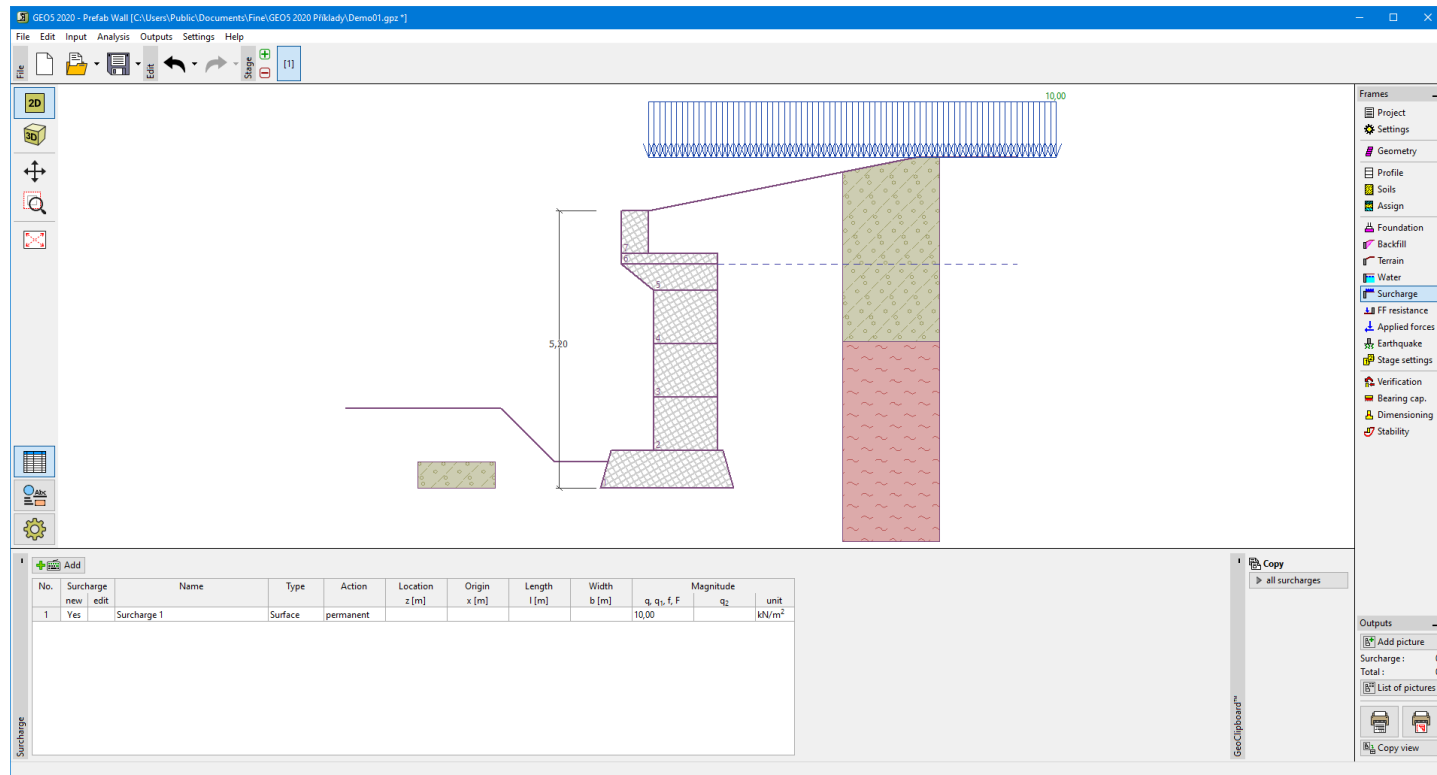 GEO5 2020 - Prefab Wall [C:\Users\Public\Documents\Fine\GEO5 2020 Příklady\Demo01.gpz *]
File Edit Input Analysis Outputs Settings Help
File
Edit
Stage
[1]
2D
3D
Abc
10,00
5,20
7
6
5
4
3
2
Frames
Project
Settings
Geometry
Profile
Soils
Assign
Foundation
Backfill
Terrain
Water
Surcharge
FF resistance
Applied forces
Earthquake
Stage settings
Verification
Bearing cap.
Dimensioning
Stability
Surcharge
Add
No. Surcharge Name Type Action Location Origin Length Width Magnitude
new edit z [m] x [m] l [m] b [m] q, q₁, f, F q₂ unit
1 Yes Surcharge 1 Surface permanent 10,00 kN/m²
GeoClipboard™
Copy
all surcharges
Outputs
Add picture
Surcharge :
Total :
List of pictures
Copy view